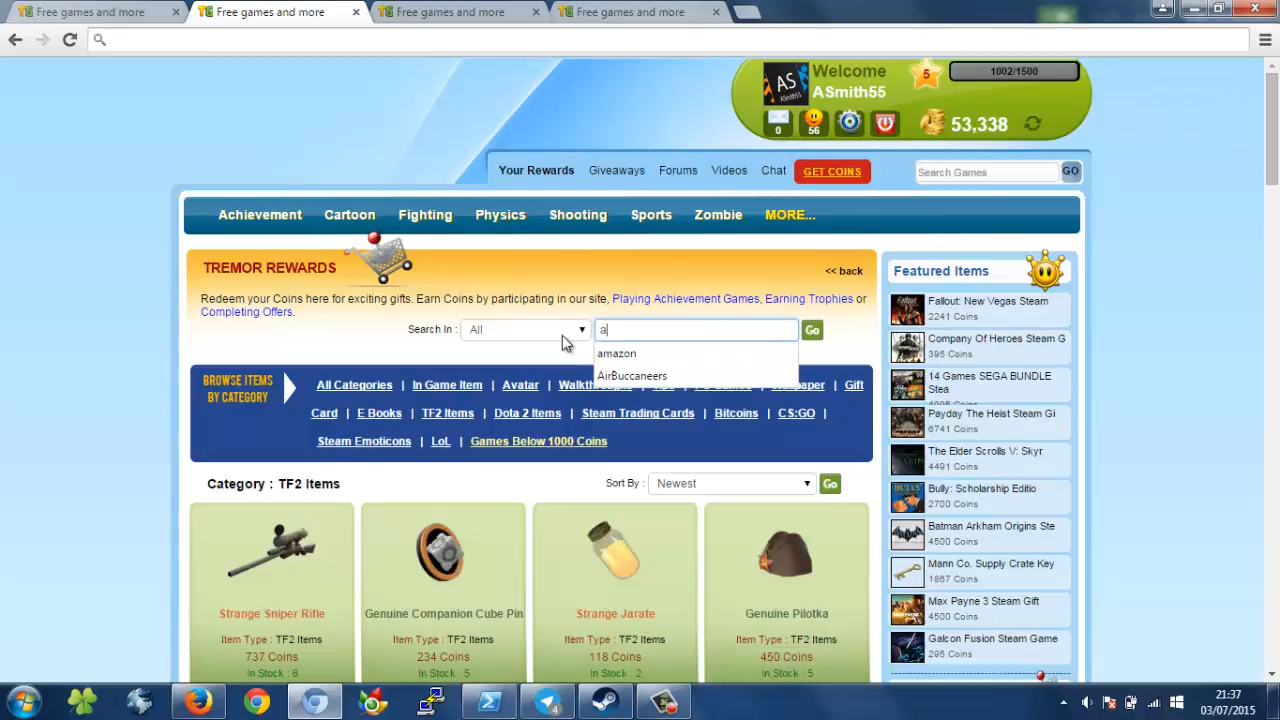 Free games and more
Free games and more
Free games and more
Free games and more
Welcome
ASmith55
5
1002/1500
0
56
53,338
Your Rewards Giveaways Forums Videos Chat GET COINS
Search Games GO
Achievement Cartoon Fighting Physics Shooting Sports Zombie MORE...
TREMOR REWARDS
<< back
Redeem your Coins here for exciting gifts. Earn Coins by participating in our site, Playing Achievement Games, Earning Trophies or
Completing Offers.
Search In : All a Go
amazon
AirBuccaneers
BROWSE ITEMS
BY CATEGORY
All Categories | In Game Item | Avatar | Gift
Card | E Books | TF2 Items | Dota 2 Items | Steam Trading Cards | Bitcoins | CS:GO |
Steam Emoticons | LoL | Games Below 1000 Coins
Category : TF2 Items
Sort By : Newest Go
Strange Sniper Rifle
Item Type : TF2 Items
737 Coins
In Stock : 6
Genuine Companion Cube Pin
Item Type : TF2 Items
234 Coins
In Stock : 5
Strange Jarate
Item Type : TF2 Items
118 Coins
In Stock : 2
Genuine Pilotka
Item Type : TF2 Items
450 Coins
In Stock : 5
Featured Items
Fallout: New Vegas Steam
2241 Coins
Company Of Heroes Steam G
395 Coins
14 Games SEGA BUNDLE
Stea
Payday The Heist Steam Gi
6741 Coins
The Elder Scrolls V: Skyr
4491 Coins
Bully: Scholarship Editio
2700 Coins
Batman Arkham Origins Ste
4500 Coins
Mann Co. Supply Crate Key
1867 Coins
Max Payne 3 Steam Gift
4500 Coins
Galcon Fusion Steam Game
295 Coins
21:37
03/07/2015